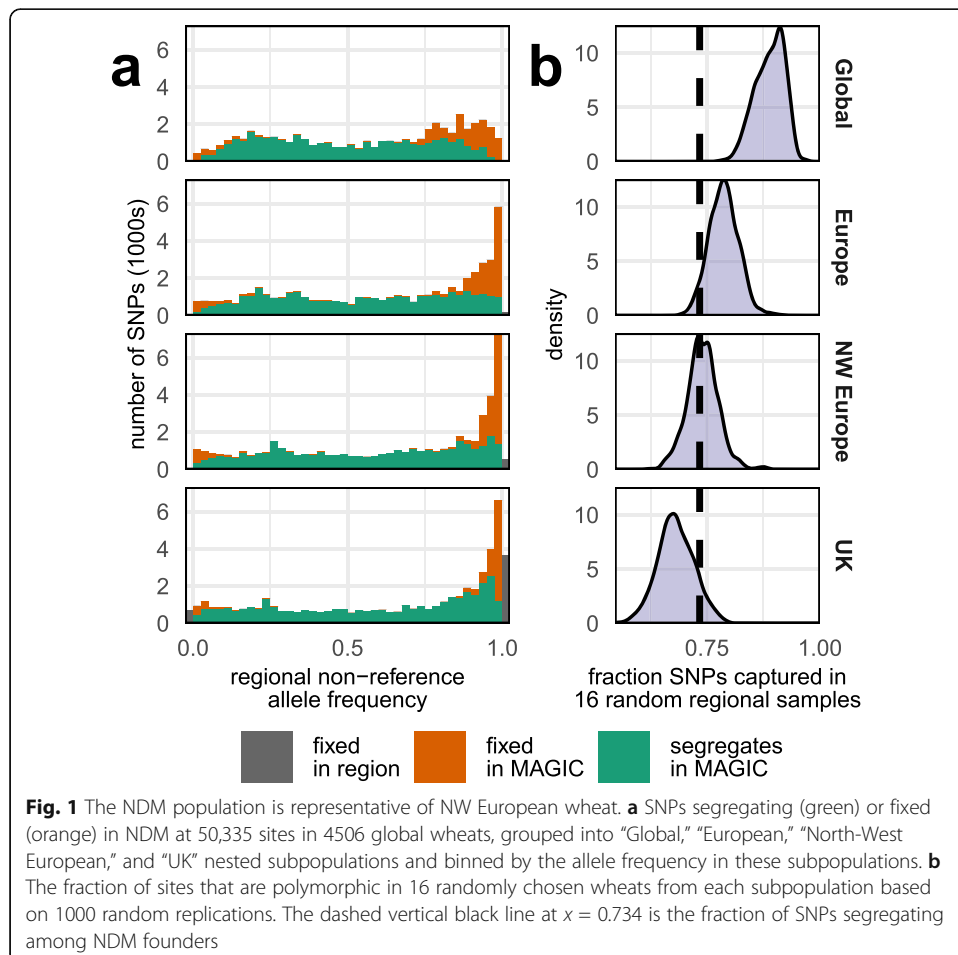 a
b
number of SNPs (1000s)
6
4
2
0
6
4
2
0
6
4
2
0
6
4
2
0
0.0 0.5 1.0
regional non−reference
allele frequency
density
10
5
0
10
5
0
10
5
0
10
5
0
Global
Europe
NW Europe
UK
0.75 1.00
fraction SNPs captured in
16 random regional samples
fixed
in region
fixed
in MAGIC
segregates
in MAGIC
Fig. 1 The NDM population is representative of NW European wheat. a SNPs segregating (green) or fixed
(orange) in NDM at 50,335 sites in 4506 global wheats, grouped into “Global,” “European,” “North-West
European,” and “UK” nested subpopulations and binned by the allele frequency in these subpopulations. b
The fraction of sites that are polymorphic in 16 randomly chosen wheats from each subpopulation based
on 1000 random replications. The dashed vertical black line at x = 0.734 is the fraction of SNPs segregating
among NDM founders